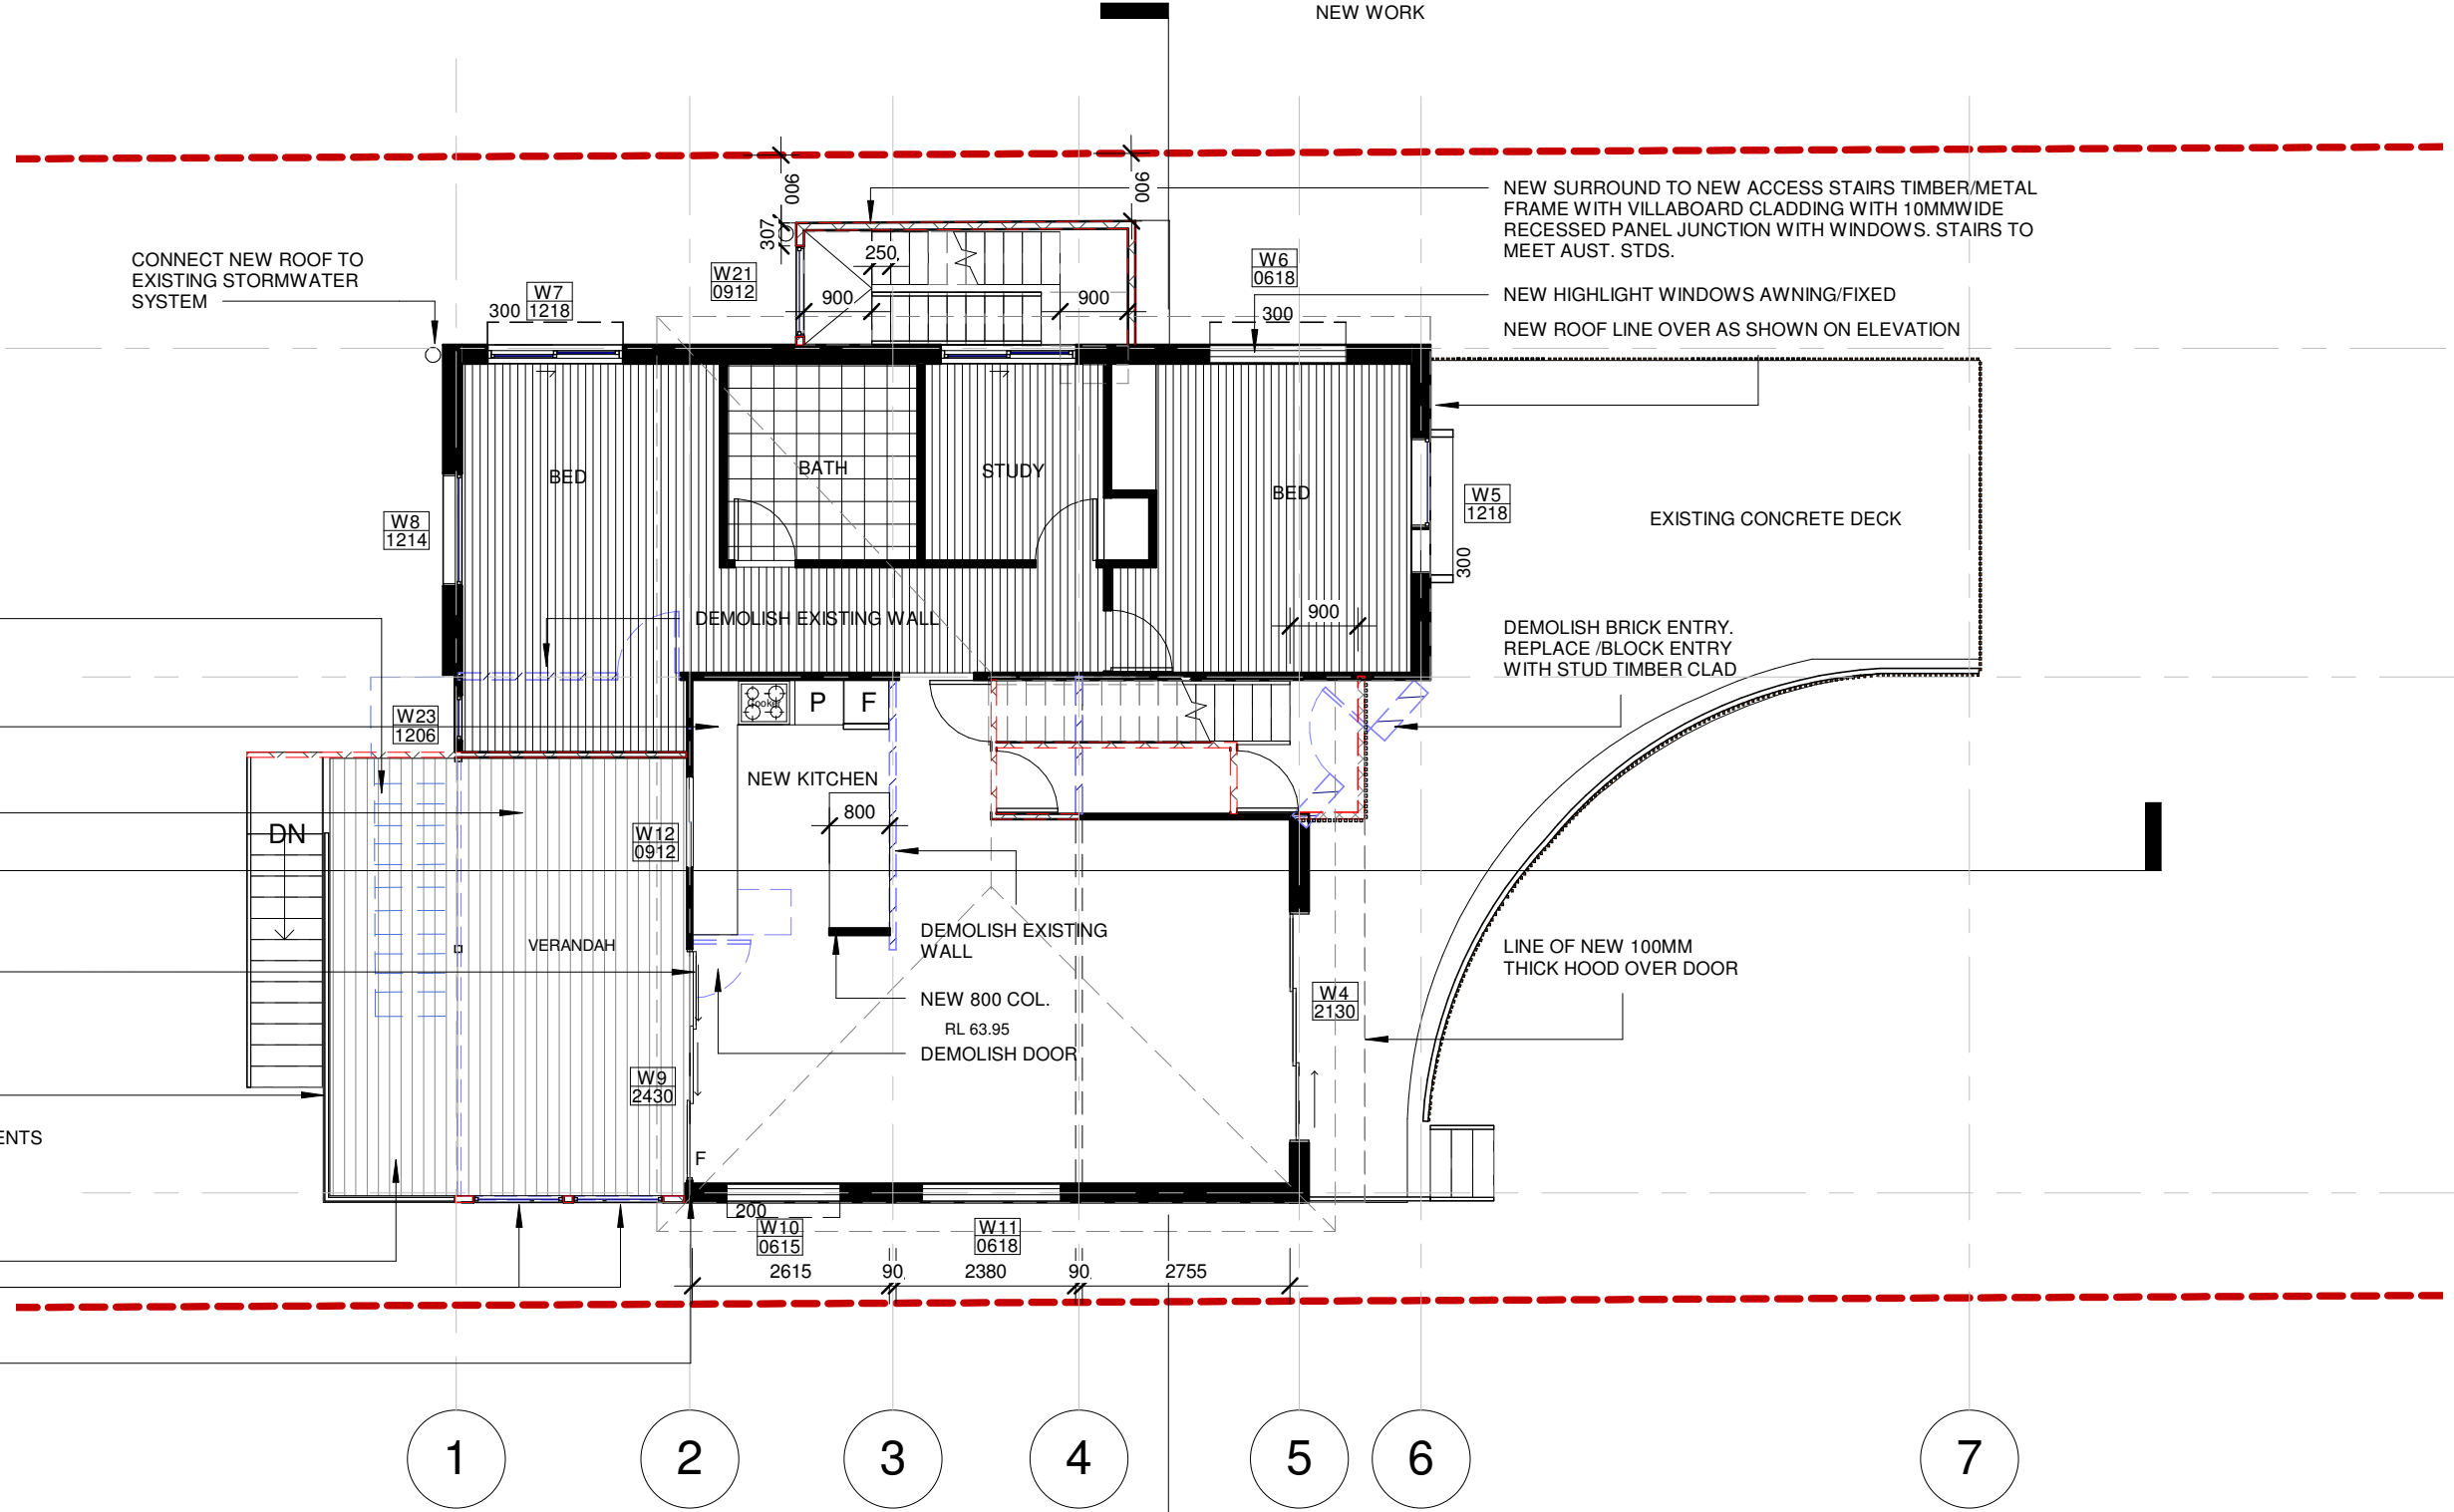 NEW WORK
900
900
NEW SURROUND TO NEW ACCESS STAIRS TIMBER/METAL
FRAME WITH VILLABOARD CLADDING WITH 10MMWIDE
RECESSED PANEL JUNCTION WITH WINDOWS. STAIRS TO
MEET AUST. STDS.
307
250
CONNECT NEW ROOF TO
EXISTING STORMWATER
SYSTEM
W21
0912
W6
0618
W7
1218
300
900
900
300
NEW HIGHLIGHT WINDOWS AWNING/FIXED
NEW ROOF LINE OVER AS SHOWN ON ELEVATION
BED
BATH
STUDY
BED
W8
1214
W5
1218
300
EXISTING CONCRETE DECK
DEMOLISH EXISTING WALL
900
DEMOLISH BRICK ENTRY.
REPLACE /BLOCK ENTRY
WITH STUD TIMBER CLAD
W23
1206
Cooker
P
F
NEW KITCHEN
800
DN
W12
0912
VERANDAH
DEMOLISH EXISTING
WALL
LINE OF NEW 100MM
THICK HOOD OVER DOOR
NEW 800 COL.
RL 63.95
DEMOLISH DOOR
W4
2130
W9
2430
ENTS
F
200
W10
0615
W11
0618
2615
90
2380
90
2755
1
2
3
4
5
6
7